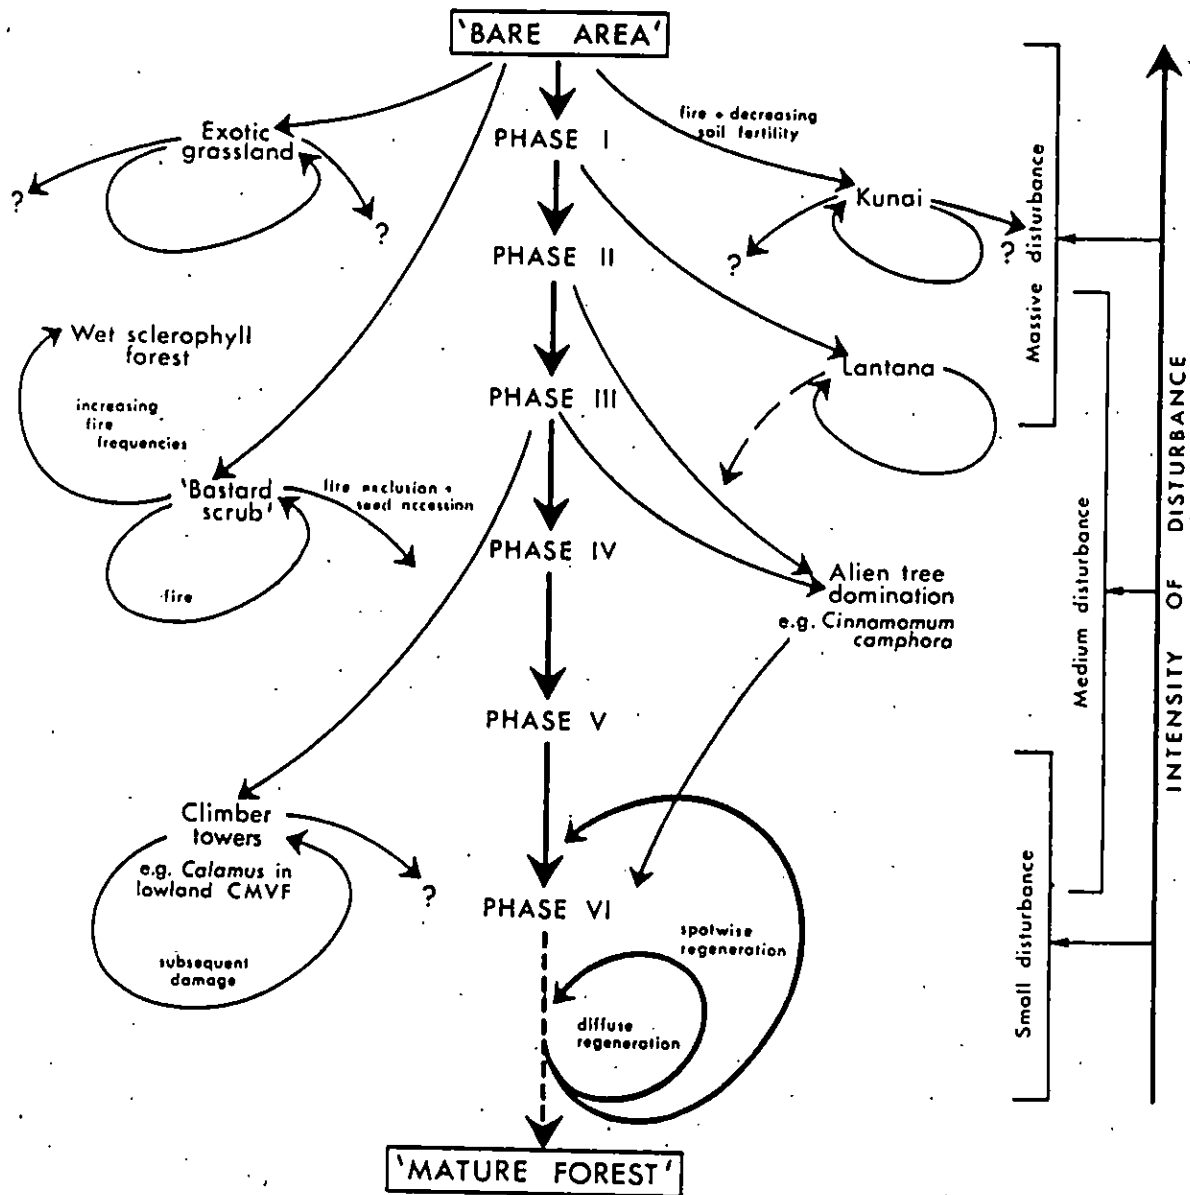 'BARE AREA'
fire + decreasing
soil fertility
Exotic
grassland
PHASE I
?
?
Kunai
?
?
PHASE II
Wet sclerophyll
forest
Lantana
increasing
fire
frequencies
PHASE III
'Bastard
scrub'
fire exclusion +
seed accession
fire
PHASE IV
Alien tree
domination
e.g. Cinnamomum
camphora
PHASE V
Climber
towers
e.g. Calamus in
lowland CMVF
?
subsequent
damage
PHASE VI
spotwise
regeneration
diffuse
regeneration
'MATURE FOREST'
Massive disturbance
Medium disturbance
Small disturbance
INTENSITY OF DISTURBANCE